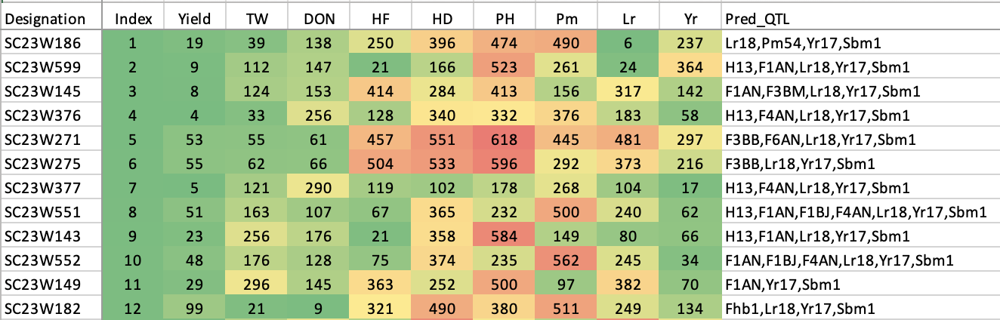 Designation Index Yield TW DON HF HD PH Pm Lr Yr Pred_QTL
SC23W186 1 19 39 138 250 396 474 490 6 237 Lr18,Pm54,Yr17,Sbm1
SC23W599 2 9 112 147 21 166 523 261 24 364 H13,F1AN,Lr18,Yr17,Sbm1
SC23W145 3 8 124 153 414 284 413 156 317 142 F1AN,F3BM,Lr18,Yr17,Sbm1
SC23W376 4 4 33 256 128 340 332 376 183 58 H13,F4AN,Lr18,Yr17,Sbm1
SC23W271 5 53 55 61 457 551 618 445 481 297 F3BB,F6AN,Lr18,Yr17,Sbm1
SC23W275 6 55 62 66 504 533 596 292 373 216 F3BB,Lr18,Yr17,Sbm1
SC23W377 7 5 121 290 119 102 178 268 104 17 H13,F4AN,Lr18,Yr17,Sbm1
SC23W551 8 51 163 107 67 365 232 500 240 62 H13,F1AN,F1BJ,F4AN,Lr18,Yr17,Sbm1
SC23W143 9 23 256 176 21 358 584 149 80 66 H13,F1AN,Lr18,Yr17,Sbm1
SC23W552 10 48 176 128 75 374 235 562 245 34 F1AN,F1BJ,F4AN,Lr18,Yr17,Sbm1
SC23W149 11 29 296 145 363 252 500 97 382 70 F1AN,Yr17,Sbm1
SC23W182 12 99 21 9 321 490 380 511 249 134 Fhb1,Lr18,Yr17,Sbm1